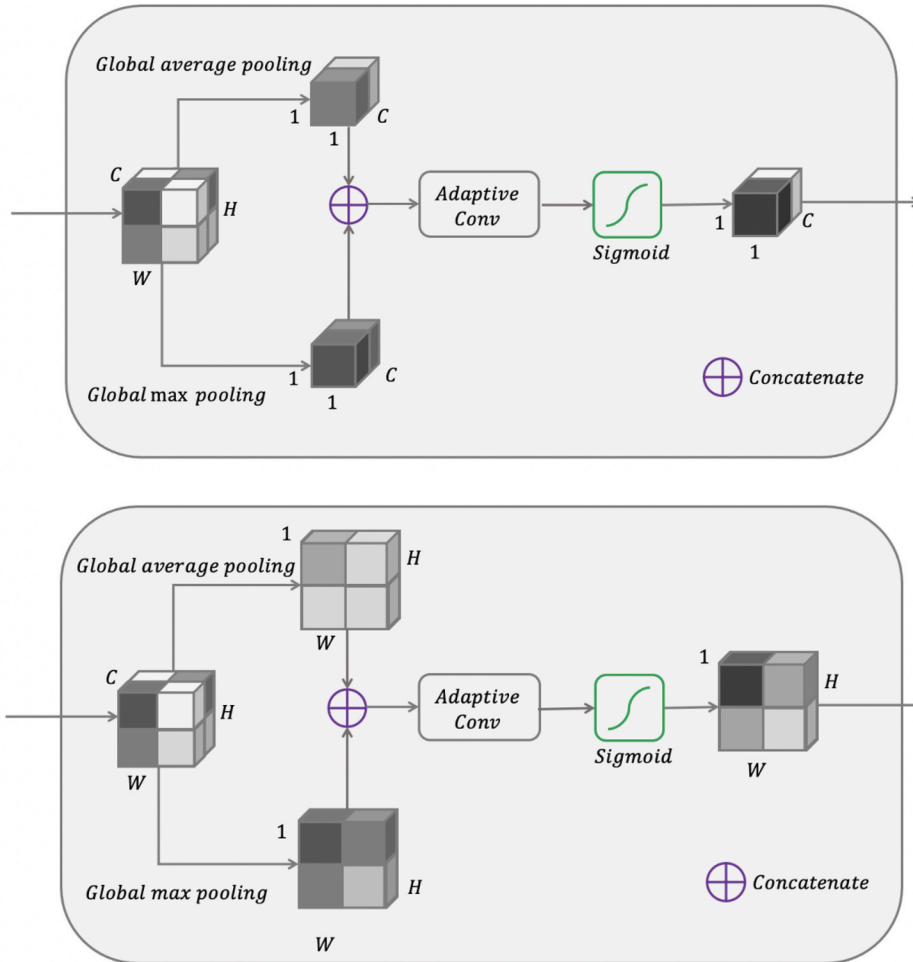 Global average pooling
1
C
1
C
H
Adaptive
Conv
1
C
Sigmoid
W
1
1
C
Global max pooling
1
Concatenate
1
H
Global average pooling
W
C
H
Adaptive
Conv
1
H
Sigmoid
W
W
1
Global max pooling
H
Concatenate
W